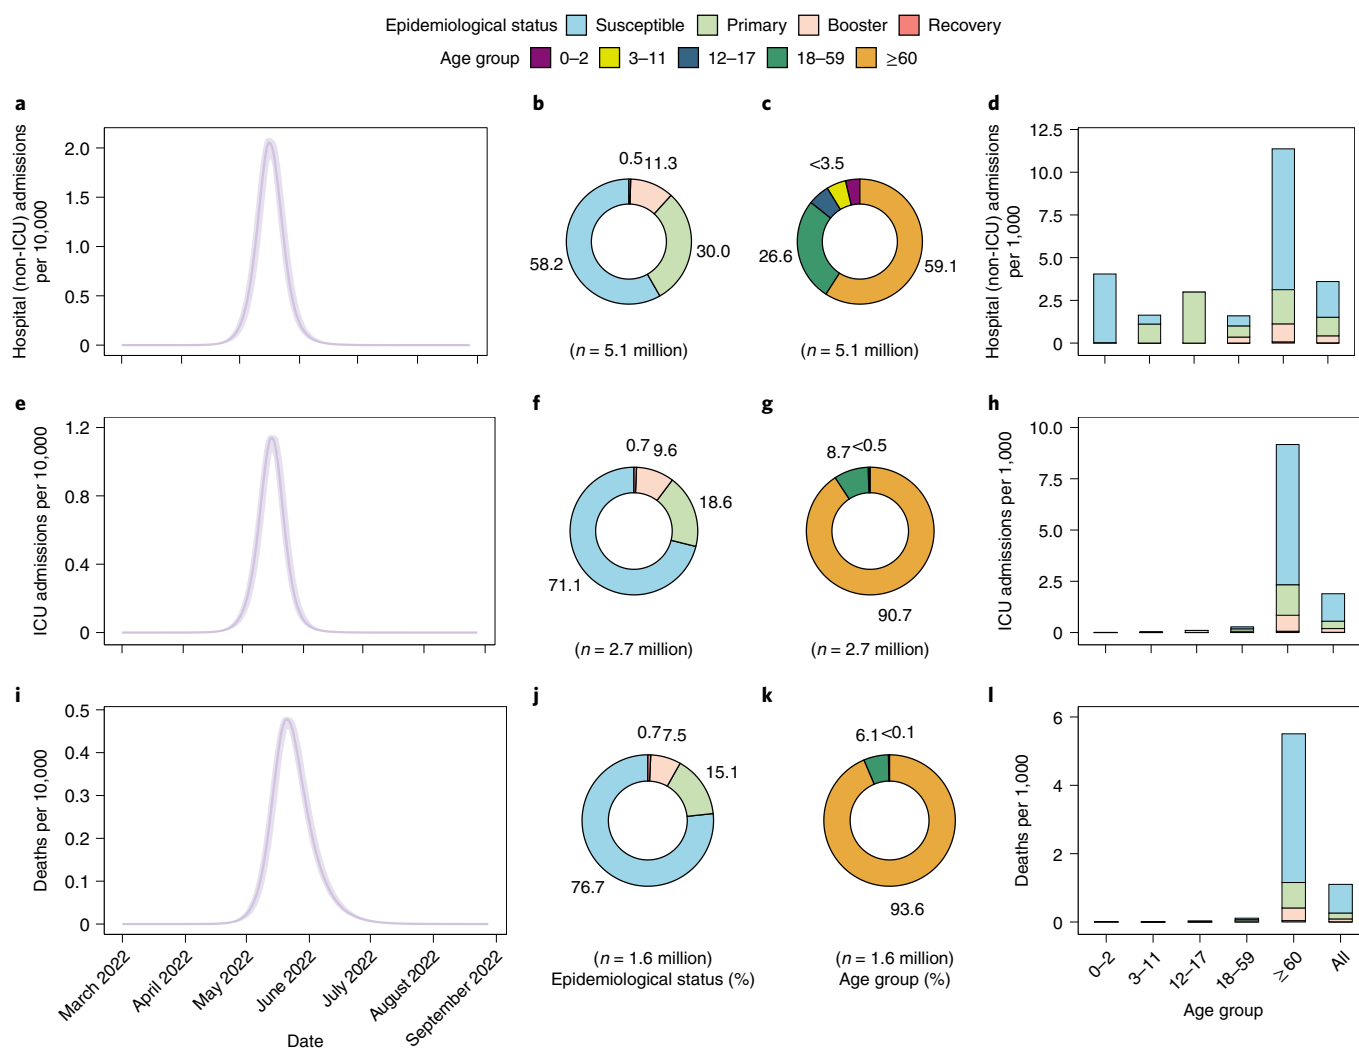 Epidemiological status Susceptible Primary Booster Recovery
Age group 0–2 3–11 12–17 18–59 ≥60
a
Hospital (non-ICU) admissions
per 10,000
2.0
1.5
1.0
0.5
0
b
0.5 11.3
30.0
58.2
(n = 5.1 million)
c
<3.5
26.6
59.1
(n = 5.1 million)
d
Hospital (non-ICU) admissions
per 1,000
12.5
10.0
7.5
5.0
2.5
0
e
ICU admissions per 10,000
1.2
0.8
0.4
0
f
0.7 9.6
18.6
71.1
(n = 2.7 million)
g
8.7 <0.5
90.7
(n = 2.7 million)
h
ICU admissions per 1,000
10.0
7.5
5.0
2.5
0
i
Deaths per 10,000
0.5
0.4
0.3
0.2
0.1
0
March 2022
April 2022
May 2022
June 2022
July 2022
August 2022
September 2022
Date
j
0.7 7.5
15.1
76.7
(n = 1.6 million)
Epidemiological status (%)
k
6.1 <0.1
93.6
(n = 1.6 million)
Age group (%)
l
Deaths per 1,000
6
4
2
0
0–2
3–11
12–17
18–59
≥60
All
Age group